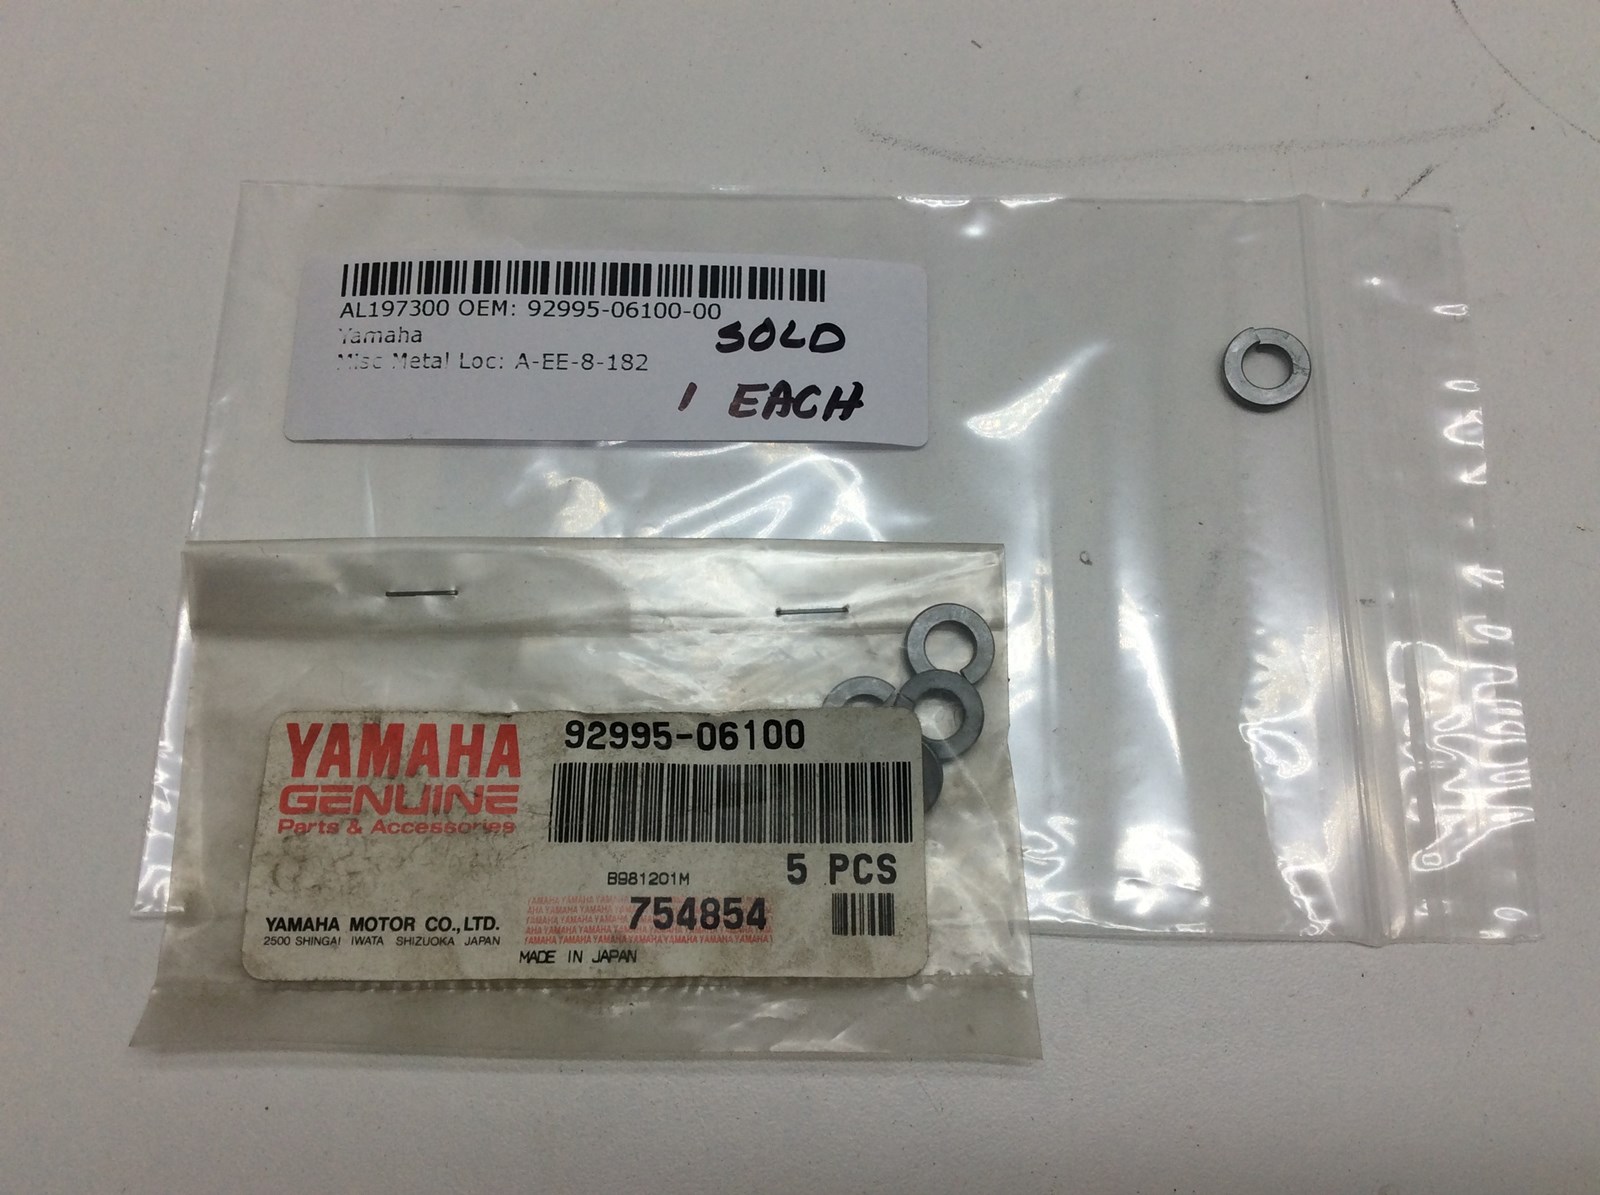 AL197300 OEM: 92995-06100-00
Yamaha
Misc Metal Loc: A-EE-8-182
SOLD
1 EACH
YAMAHA
GENUINE
Parts & Accessories
92995-06100
5 PCS
B981201M
754854
YAMAHA MOTOR CO.,LTD.
2500 SHINGAI IWATA SHIZUOKA JAPAN
MADE IN JAPAN